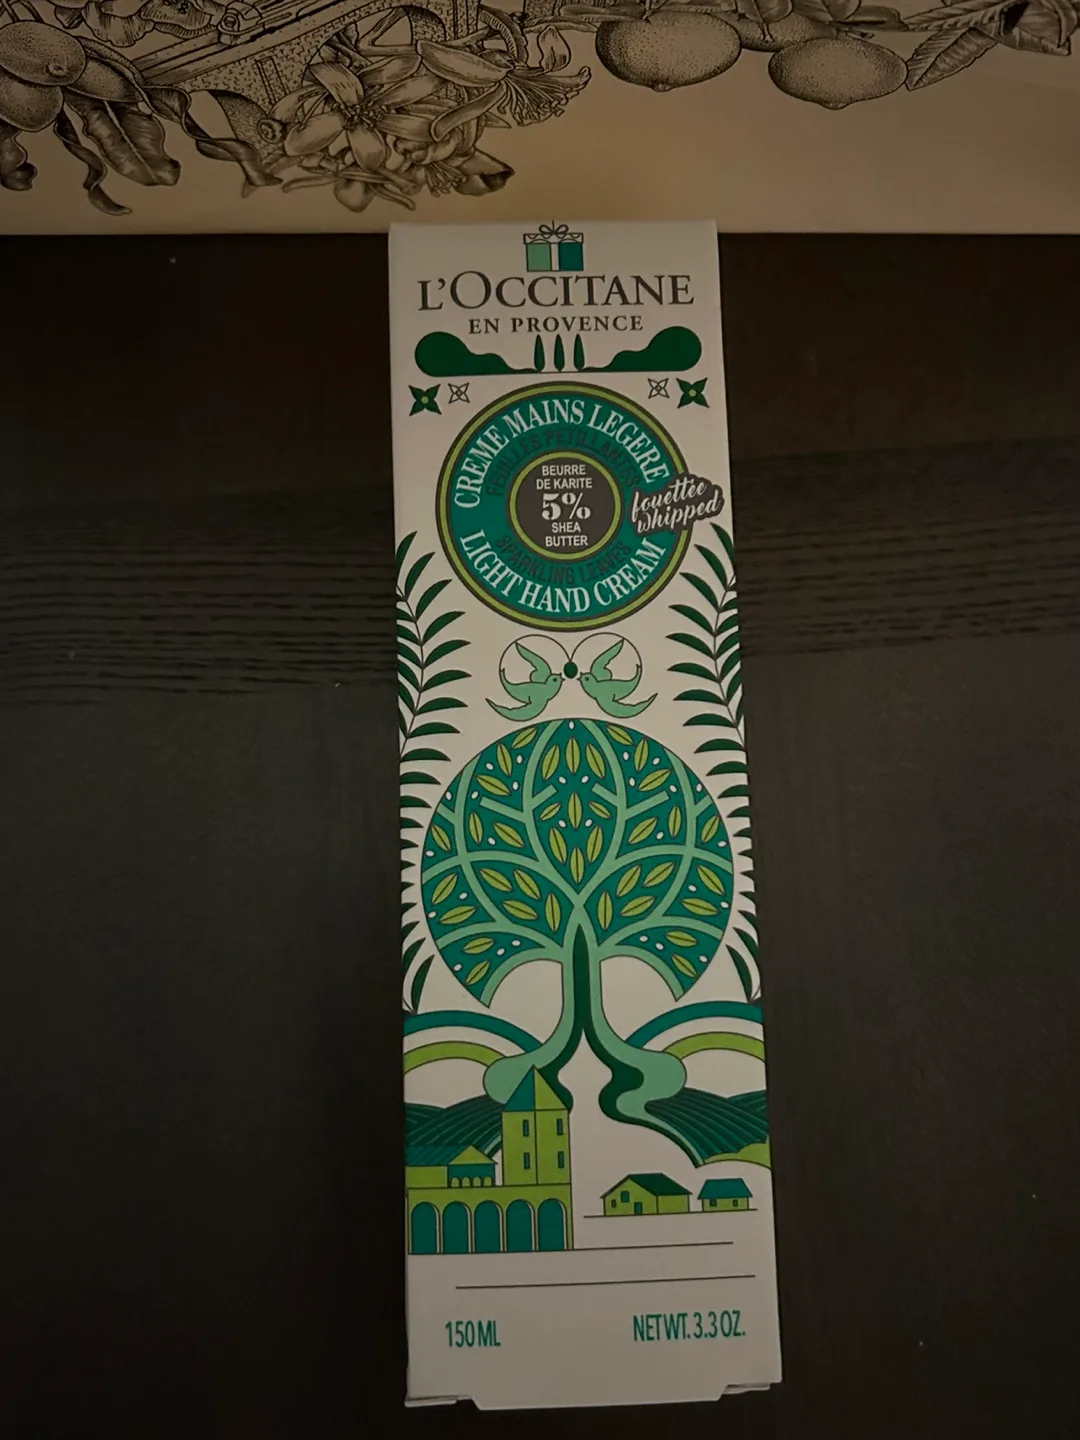 L'OCCITANE
EN PROVENCE
CREME MAINS LEGERE
FEUILLES PETILLANTES
BEURRE
DE KARITE
5%
SHEA
BUTTER
fouettée
whipped
SPARKLING LEAVES
LIGHT HAND CREAM
150 ML
NET WT. 3.3 OZ.